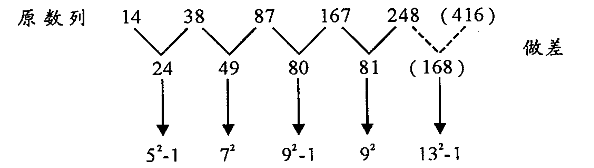 原数列 14 38 87 167 248 (416)
24 49 80 81 (168) 做差
5²-1 7² 9²-1 9² 13²-1